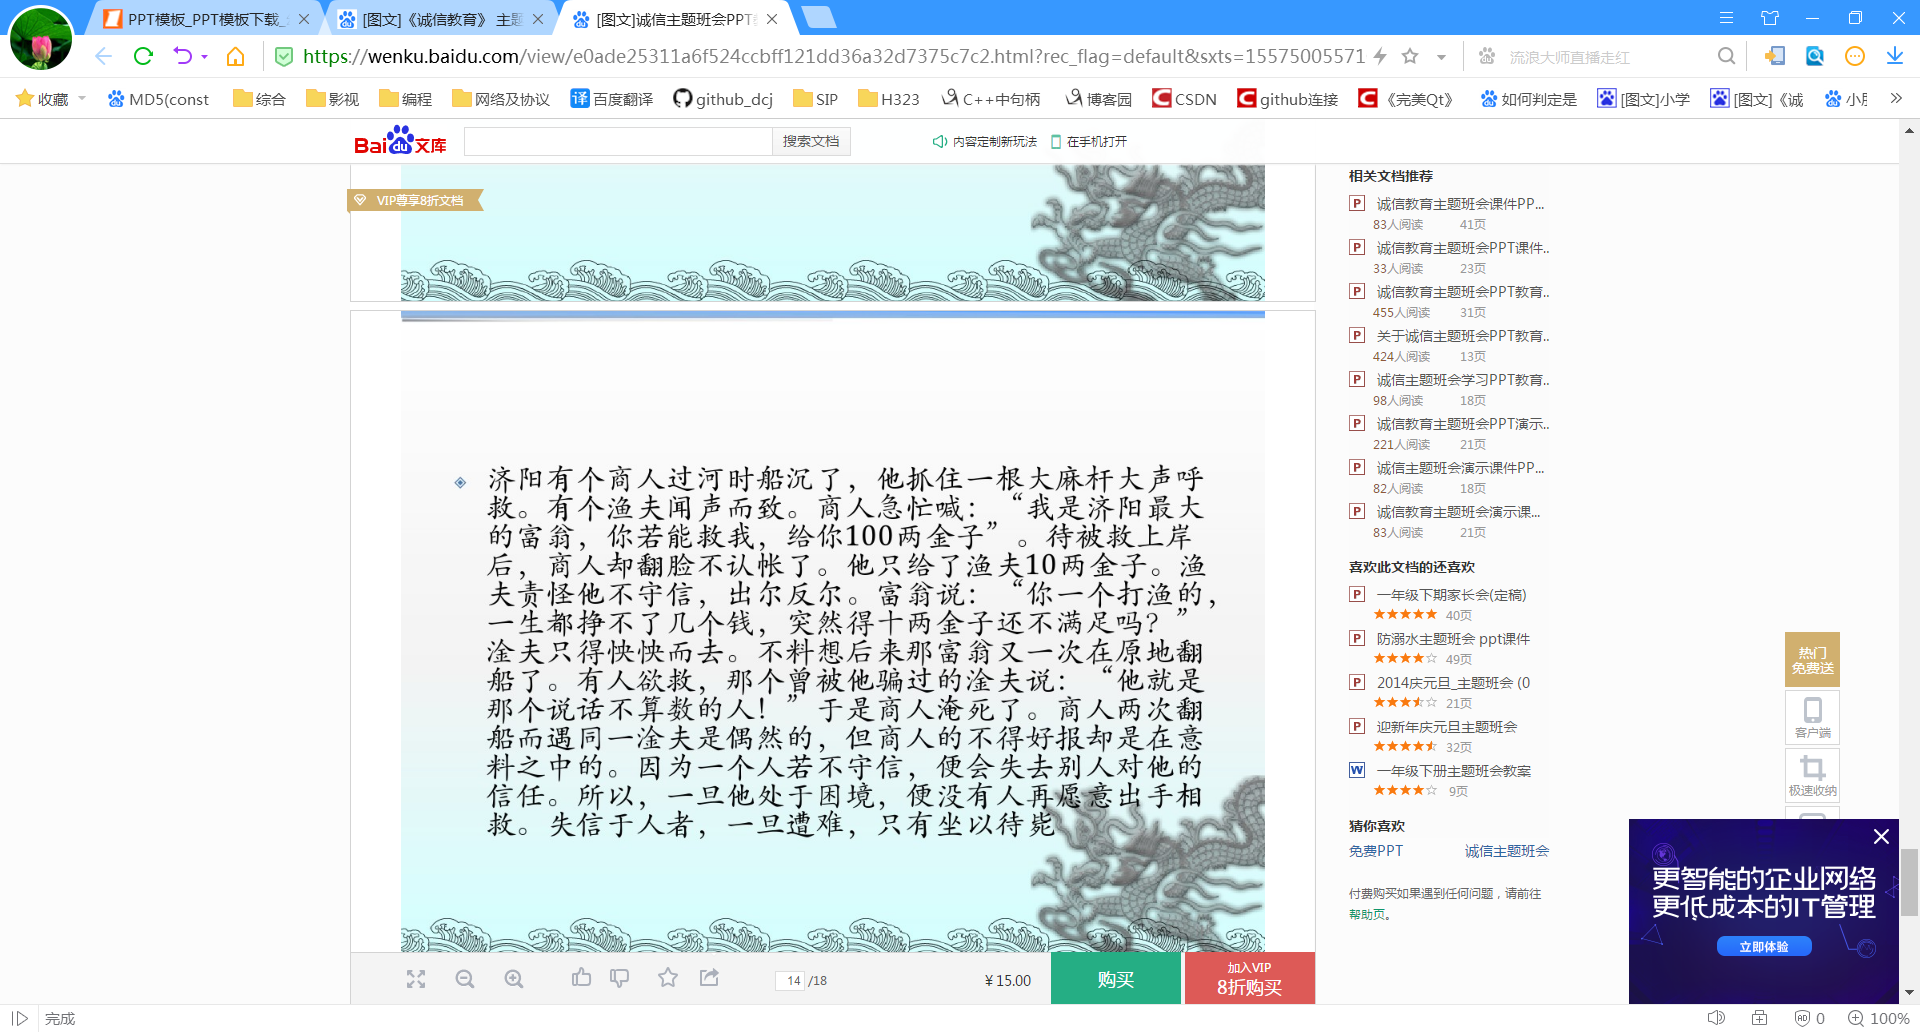 PPT模板_PPT模板下载_
[图文]《诚信教育》 主题
[图文]诚信主题班会PPT
https://wenku.baidu.com/view/e0ade25311a6f524ccbff121dd36a32d7375c7c2.html?rec_flag=default&sxts=15575005571
流浪大师直播走红
收藏 MD5(const 综合 影视 编程 网络及协议 百度翻译 github_dcj SIP H323 C++中句柄 博客园 CSDN github连接 《完美Qt》 如何判定是 [图文]小学 [图文]《诚
Baidu文库 搜索文档 内容定制新玩法 在手机打开
VIP尊享8折文档
济阳有个商人过河时船沉了，他抓住一根大麻杆大声呼
救。有个渔夫闻声而致。商人急忙喊：“我是济阳最大
的富翁，你若能救我，给你100两金子”。待被救上岸
后，商人却翻脸不认帐了。他只给了渔夫10两金子。渔
夫责怪他不守信，出尔反尔。富翁说：“你一个打渔的，
一生都挣不了几个钱，突然得十两金子还不满足吗？”
淦夫只得怏怏而去。不料想后来那富翁又一次在原地翻
船了。有人欲救，那个曾被他骗过的淦夫说：“他就是
那个说话不算数的人！”于是商人淹死了。商人两次翻
船而遇同一淦夫是偶然的，但商人的不得好报却是在意
料之中的。因为一个人若不守信，便会失去别人对他的
信任。所以，一旦他处于困境，便没有人再愿意出手相
救。失信于人者，一旦遭难，只有坐以待毙
14 /18
¥15.00
购买
加入VIP
8折购买
相关文档推荐
诚信教育主题班会课件PP...
83人阅读 41页
诚信教育主题班会PPT课件..
33人阅读 23页
诚信教育主题班会PPT教育..
455人阅读 31页
关于诚信主题班会PPT教育..
424人阅读 13页
诚信主题班会学习PPT教育..
98人阅读 18页
诚信教育主题班会PPT演示..
221人阅读 21页
诚信主题班会演示课件PP...
82人阅读 18页
诚信教育主题班会演示课...
83人阅读 21页
喜欢此文档的还喜欢
一年级下期家长会(定稿)
40页
防溺水主题班会 ppt课件
49页
2014庆元旦_主题班会 (0
21页
迎新年庆元旦主题班会
32页
一年级下册主题班会教案
9页
猜你喜欢
免费PPT 诚信主题班会
付费购买如果遇到任何问题，请前往
帮助页。
热门
免费送
客户端
极速收纳
更智能的企业网络
更低成本的IT管理
立即体验
完成
0
100%